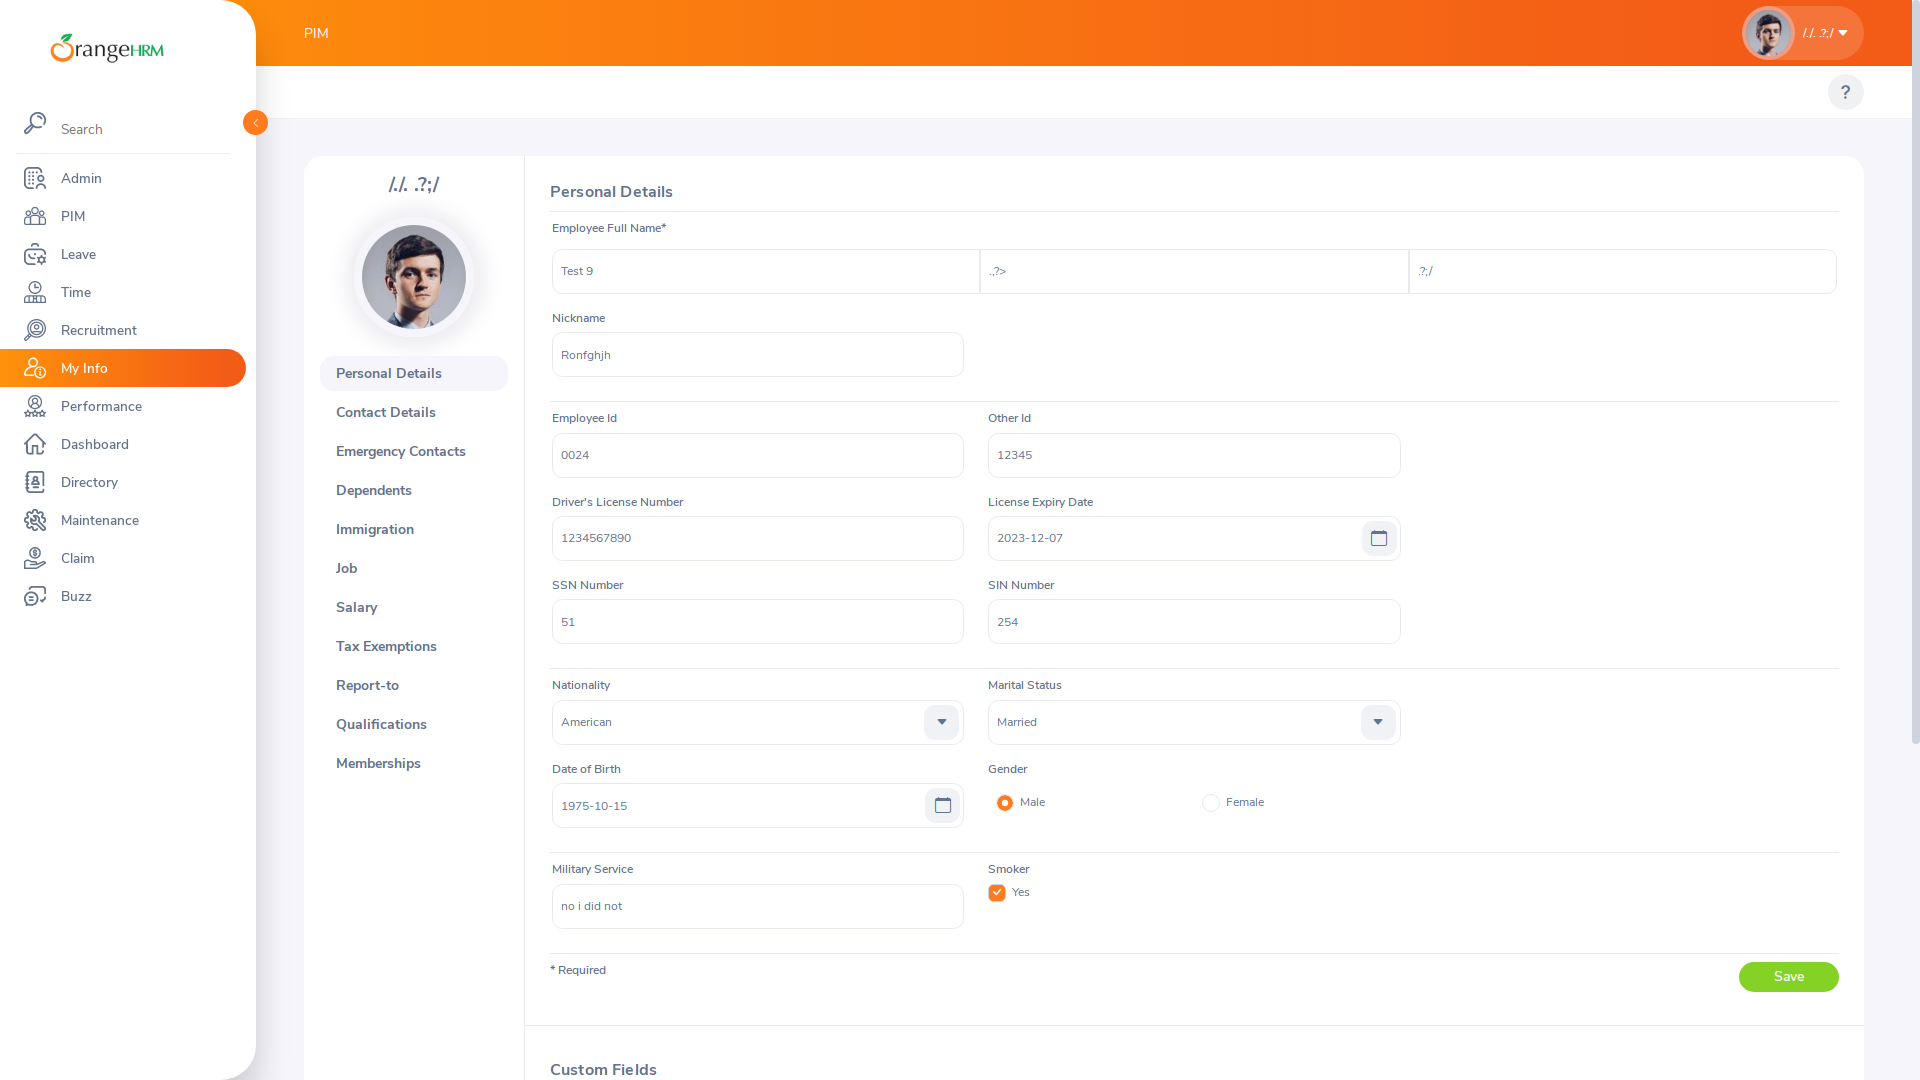 OrangeHRM
PIM
/./. .?;/
?
Search
Admin
PIM
Leave
Time
Recruitment
My Info
Performance
Dashboard
Directory
Maintenance
Claim
Buzz
/./. .?;/
Personal Details
Contact Details
Emergency Contacts
Dependents
Immigration
Job
Salary
Tax Exemptions
Report-to
Qualifications
Memberships
Personal Details
Employee Full Name*
Test 9 .,?> .?;/
Nickname
Ronfghjh
Employee Id Other Id
0024 12345
Driver's License Number License Expiry Date
1234567890 2023-12-07
SSN Number SIN Number
51 254
Nationality Marital Status
American Married
Date of Birth Gender
1975-10-15 Male Female
Military Service Smoker
no i did not Yes
* Required Save
Custom Fields